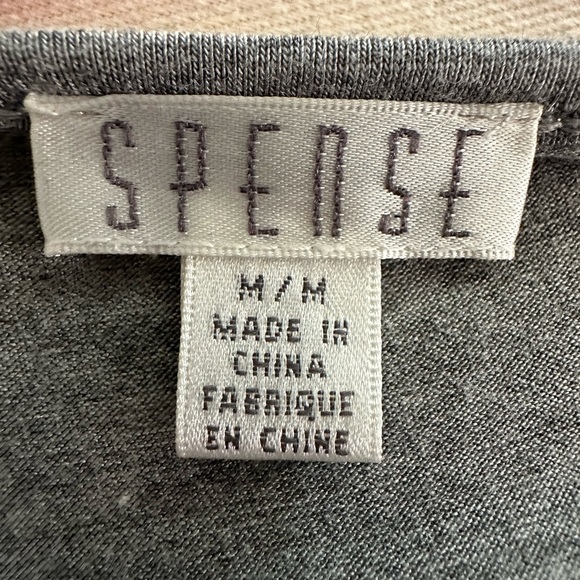 SPENSE
M/M
MADE IN
CHINA
FABRIQUE
EN CHINE